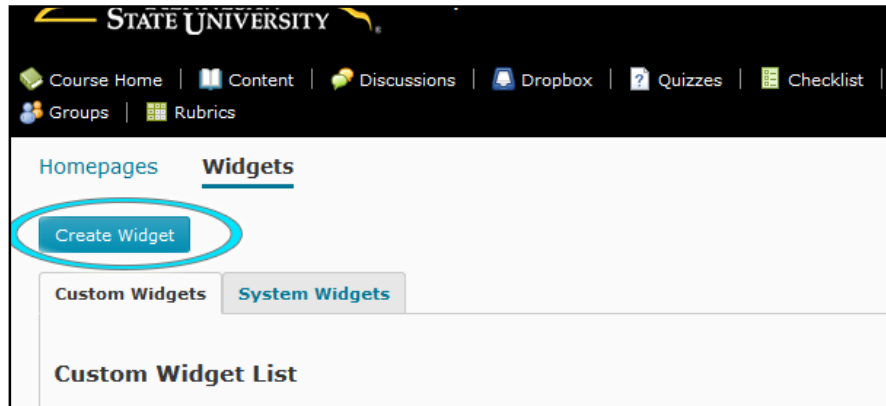 STATE UNIVERSITY
Course Home | Content | Discussions | Dropbox | Quizzes | Checklist |
Groups | Rubrics
Homepages Widgets
Create Widget
Custom Widgets System Widgets
Custom Widget List